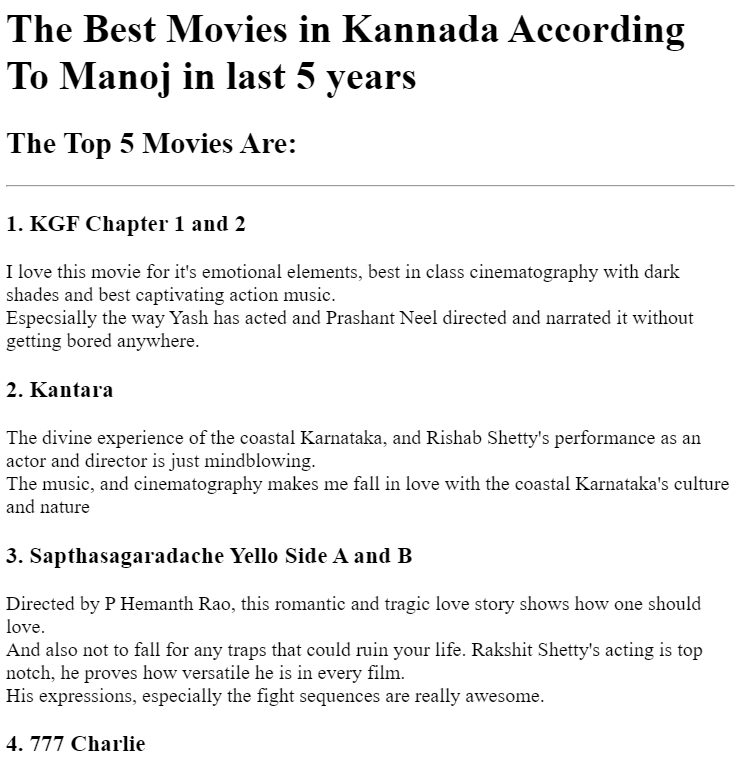 The Best Movies in Kannada According
To Manoj in last 5 years
The Top 5 Movies Are:
1. KGF Chapter 1 and 2
I love this movie for it's emotional elements, best in class cinematography with dark
shades and best captivating action music.
Especsially the way Yash has acted and Prashant Neel directed and narrated it without
getting bored anywhere.
2. Kantara
The divine experience of the coastal Karnataka, and Rishab Shetty's performance as an
actor and director is just mindblowing.
The music, and cinematography makes me fall in love with the coastal Karnataka's culture
and nature
3. Sapthasagaradache Yello Side A and B
Directed by P Hemanth Rao, this romantic and tragic love story shows how one should
love.
And also not to fall for any traps that could ruin your life. Rakshit Shetty's acting is top
notch, he proves how versatile he is in every film.
His expressions, especially the fight sequences are really awesome.
4. 777 Charlie